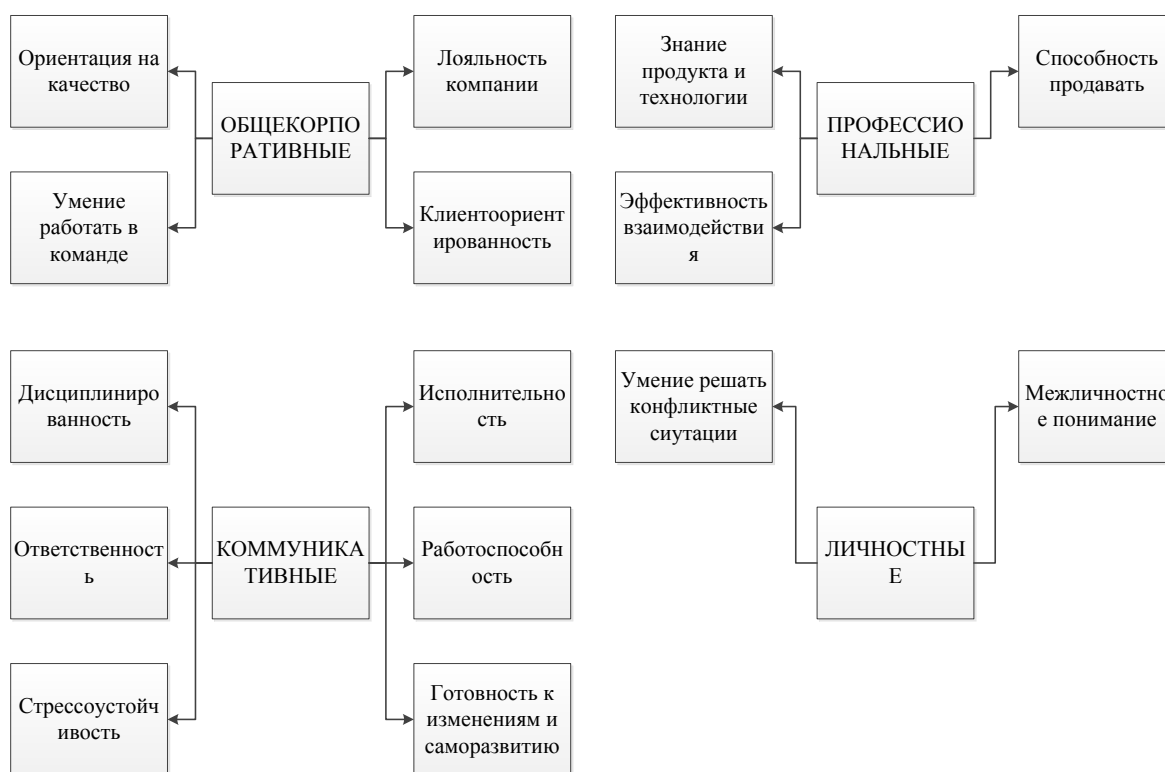 Ориентация на
качество
ОБЩЕКОРПО
РАТИВНЫЕ
Лояльность
компании
Умение
работать в
команде
Клиентоориент
ированность
Знание
продукта и
технологии
ПРОФЕССИО
НАЛЬНЫЕ
Способность
продавать
Эффективность
взаимодействи
я
Дисциплиниро
ванность
Исполнительно
сть
Ответственност
ь
КОММУНИКА
ТИВНЫЕ
Работоспособн
ость
Стрессоустойч
ивость
Готовность к
изменениям и
саморазвитию
Умение решать
конфликтные
сиутации
Межличностно
е понимание
ЛИЧНОСТНЫ
Е